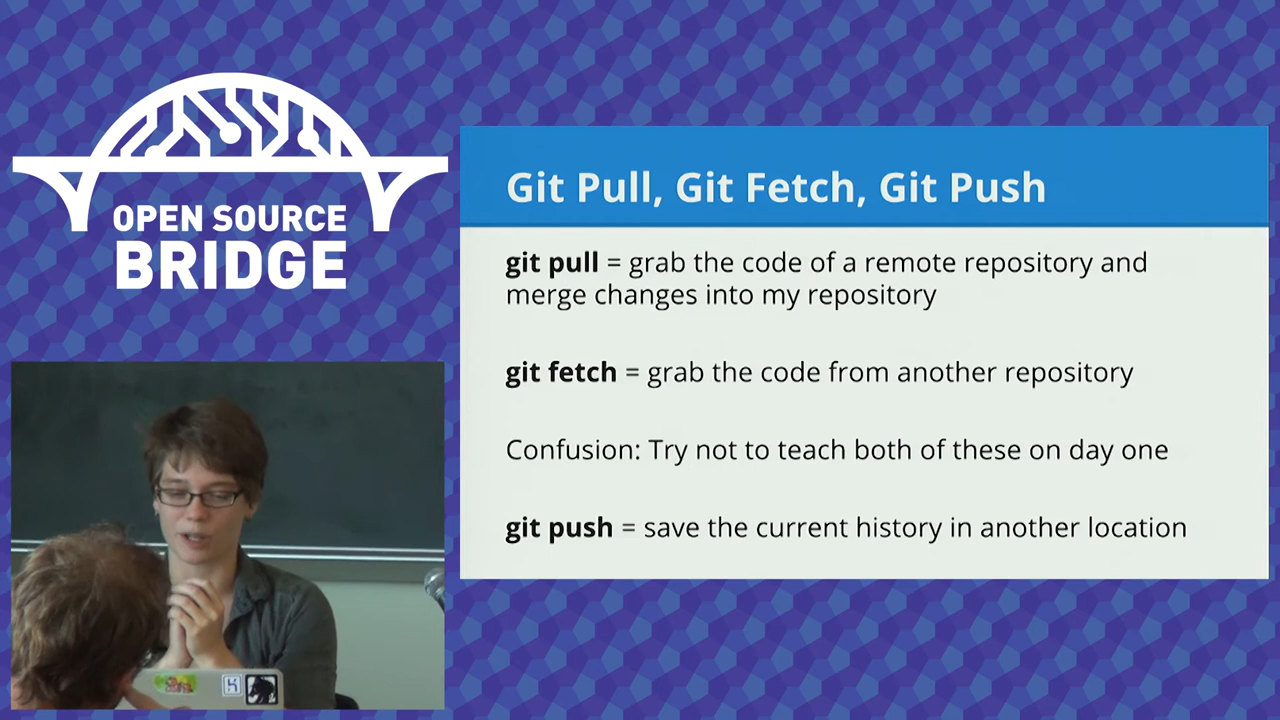 OPEN SOURCE
BRIDGE
Git Pull, Git Fetch, Git Push
git pull = grab the code of a remote repository and
merge changes into my repository
git fetch = grab the code from another repository
Confusion: Try not to teach both of these on day one
git push = save the current history in another location